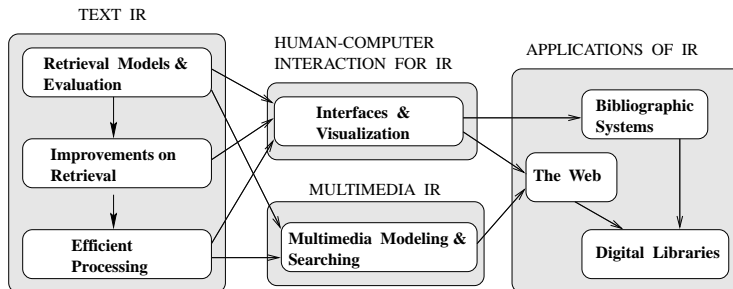 TEXT IR
Retrieval Models &
Evaluation
Improvements on
Retrieval
Efficient
Processing
HUMAN-COMPUTER
INTERACTION FOR IR
Interfaces &
Visualization
MULTIMEDIA IR
Multimedia Modeling &
Searching
APPLICATIONS OF IR
Bibliographic
Systems
The Web
Digital Libraries